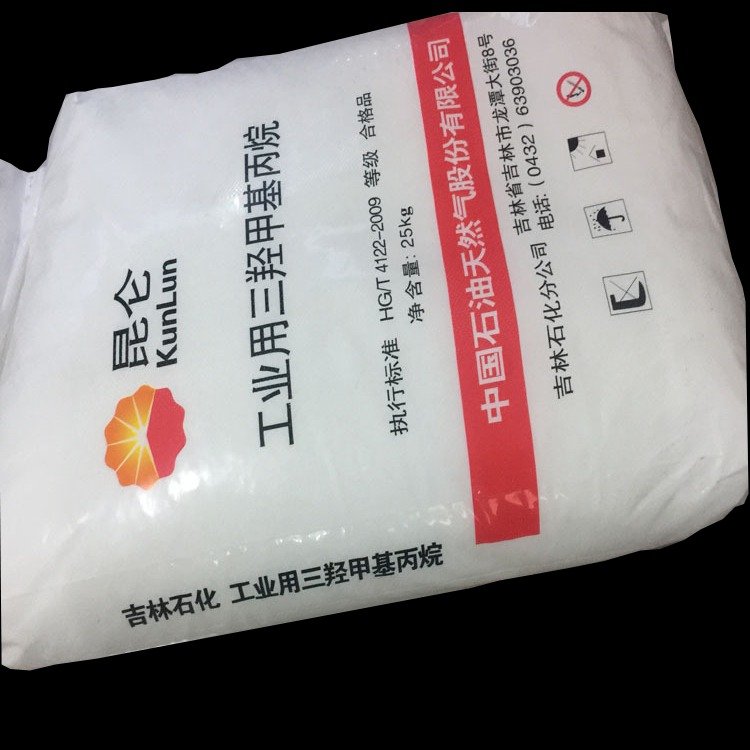 昆仑
KunLun
工业用三羟甲基丙烷
执行标准 HG/T 4122-2009 等级 合格品
净含量: 25kg
中国石油天然气股份有限公司
吉林石化分公司 吉林省吉林市龙潭大街8号
电话: (0432) 63903036
吉林石化 工业用三羟甲基丙烷